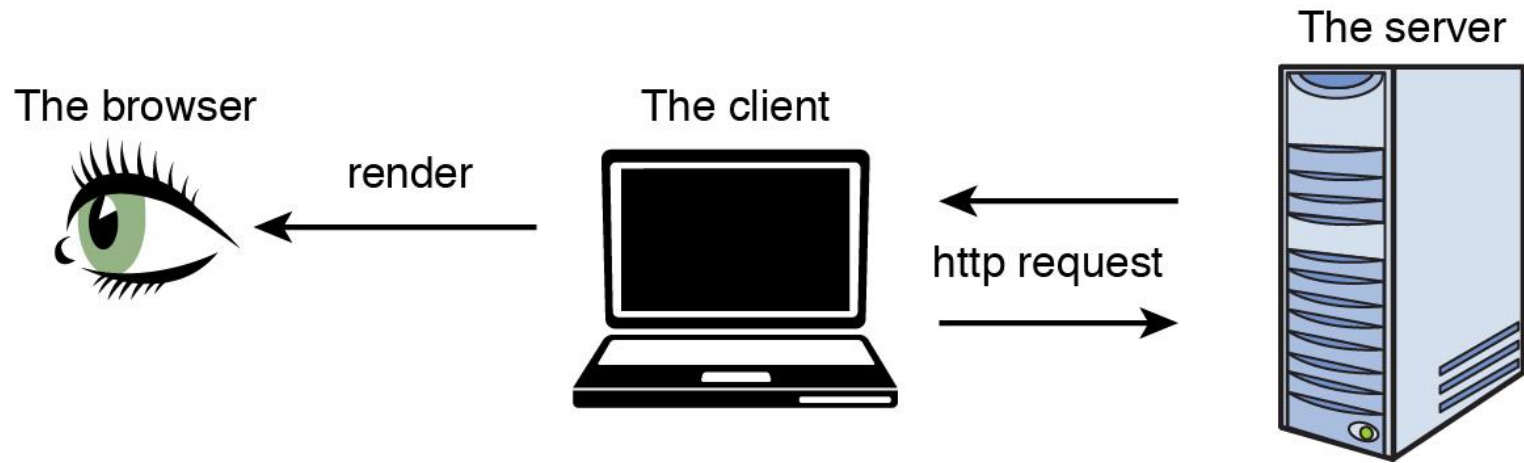 The server
The browser
The client
render
http request